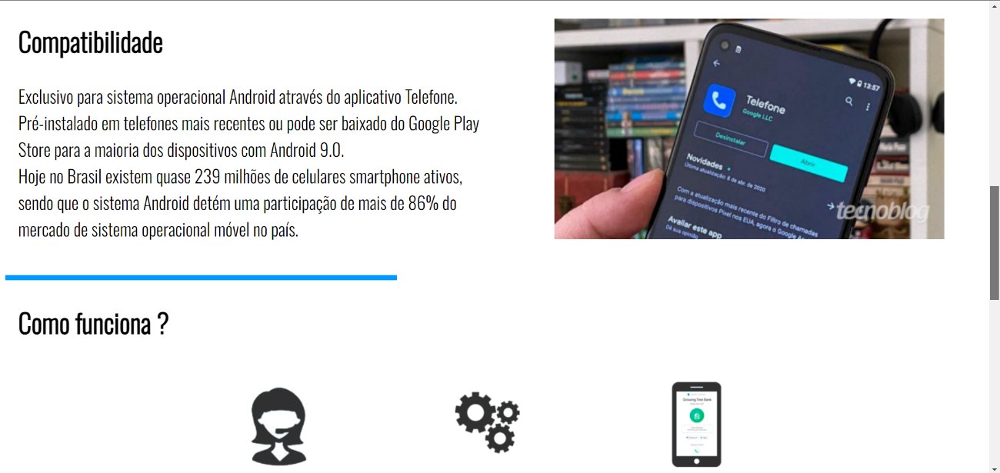 Compatibilidade
Exclusivo para sistema operacional Android através do aplicativo Telefone.
Pré-instalado em telefones mais recentes ou pode ser baixado do Google Play
Store para a maioria dos dispositivos com Android 9.0.
Hoje no Brasil existem quase 239 milhões de celulares smartphone ativos,
sendo que o sistema Android detém uma participação de mais de 86% do
mercado de sistema operacional móvel no país.
13:57
Telefone
Google LLC
Desinstalar
Abrir
Novidades
Última atualização: 8 de abr. de 2020
Com a atualização mais recente do Filtro de chamadas
para dispositivos Pixel nos EUA, agora o Google
Avaliar este app
Dê sua opinião
tecnoblog
Como funciona ?
Growing Tree Bank